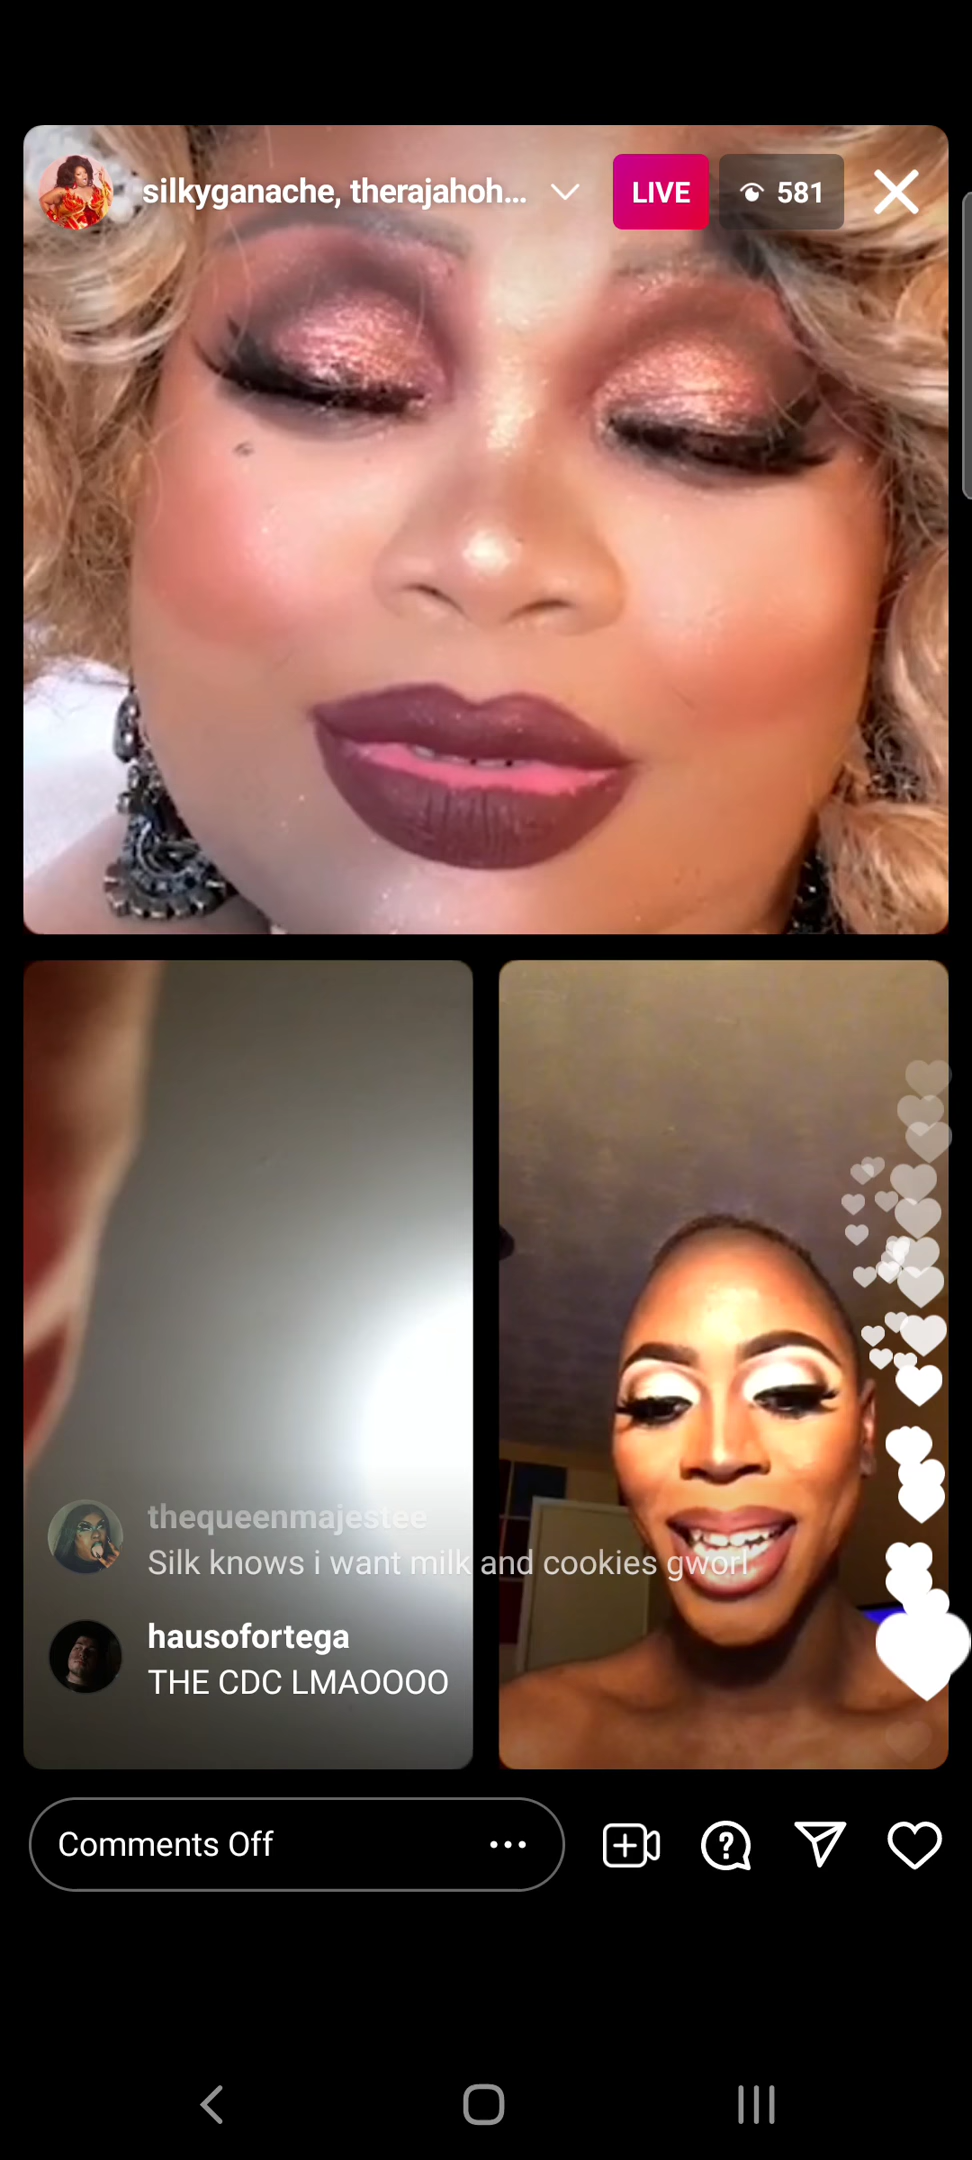 silkyganache, therajahoh...
LIVE
581
thequeenmajestee
Silk knows i want milk and cookies gworl
hausofortega
THE CDC LMAOOOO
Comments Off